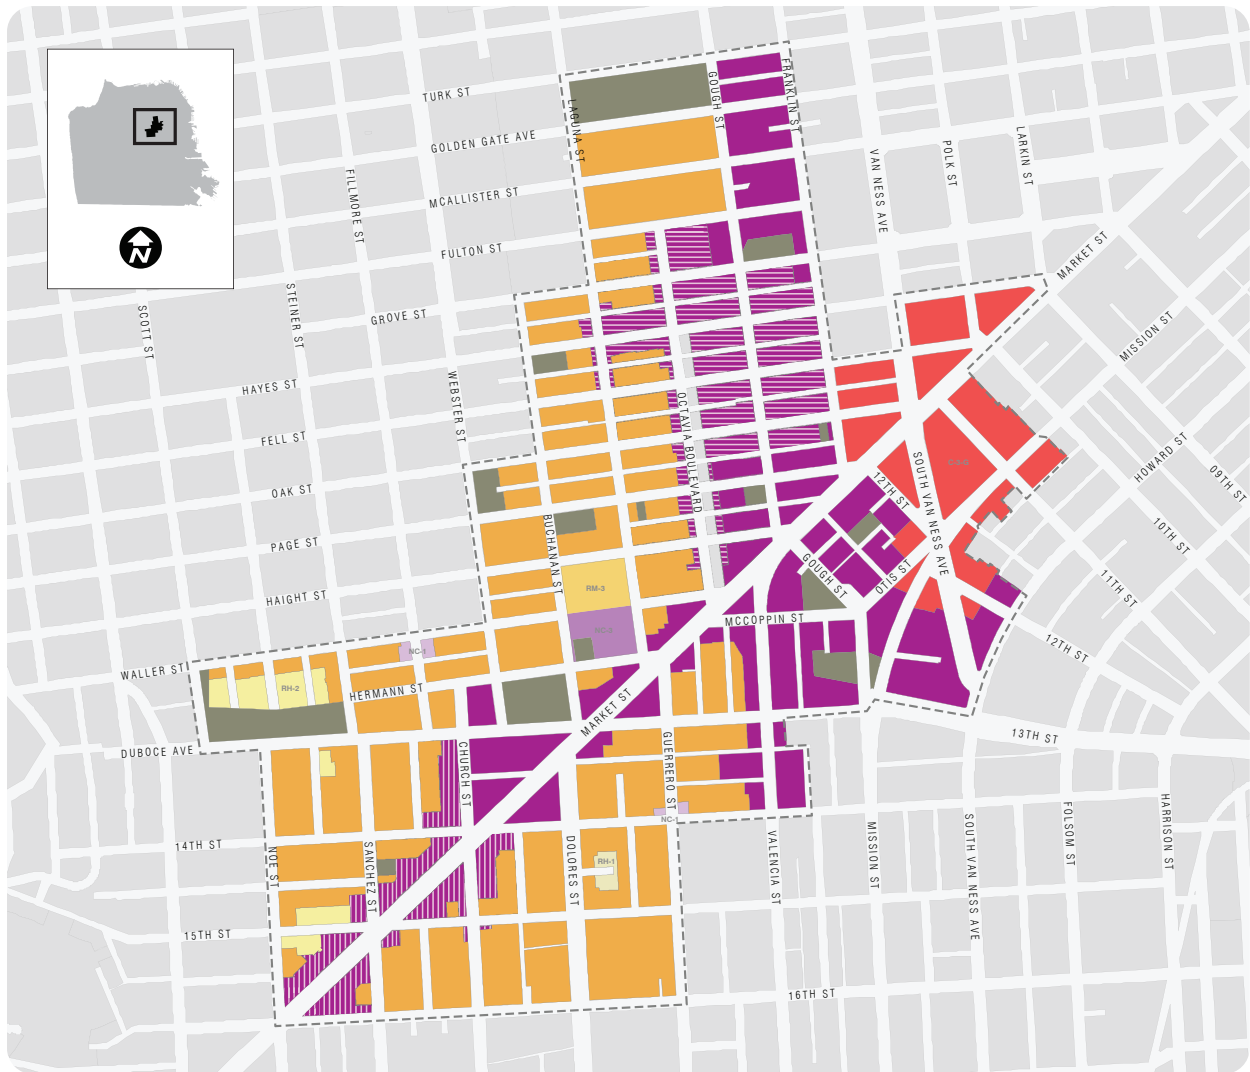 TURK ST
GOLDEN GATE AVE
MCALLISTER ST
FULTON ST
GROVE ST
HAYES ST
FELL ST
OAK ST
PAGE ST
HAIGHT ST
WALLER ST
HERMANN ST
DUBOCE AVE
14TH ST
15TH ST
16TH ST
N
SCOTT ST
STEINER ST
FILLMORE ST
WEBSTER ST
BUCHANAN ST
LAGUNA ST
OCTAVIA BOULEVARD
GOUGH ST
FRANKLIN ST
VAN NESS AVE
POLK ST
LARKIN ST
MARKET ST
MISSION ST
HOWARD ST
09TH ST
10TH ST
11TH ST
12TH ST
12TH ST
SOUTH VAN NESS AVE
OTIS ST
GOUGH ST
MCCOPPIN ST
13TH ST
MARKET ST
CHURCH ST
GUERRERO ST
DOLORES ST
SANCHEZ ST
NOE ST
VALENCIA ST
MISSION ST
SOUTH VAN NESS AVE
FOLSOM ST
HARRISON ST
RM-3
NC-3
NC-1
RH-2
NC-1
RH-1